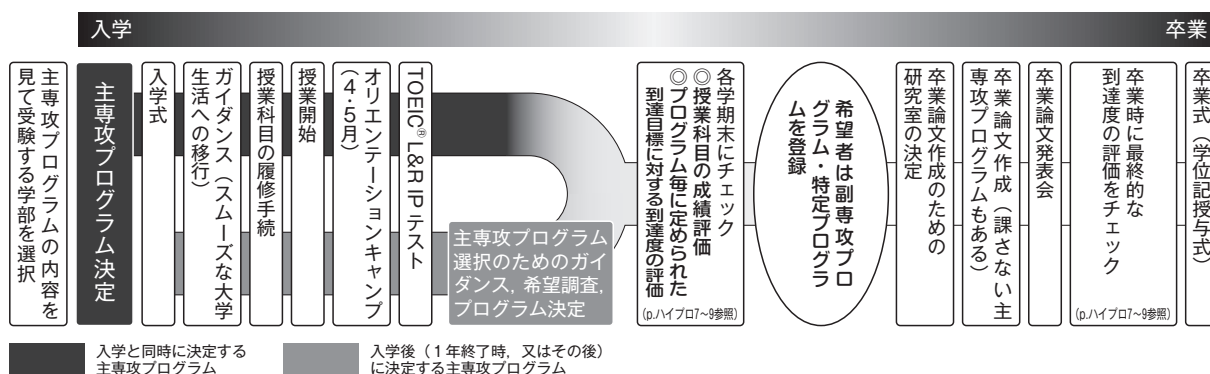 入学
卒業
主専攻プログラムの内容を
見て受験する学部を選択
主専攻プログラム決定
入学式
ガイダンス（スムーズな大学
生活への移行）
授業科目の履修手続
授業開始
オリエンテーションキャンプ
（4・5月）
TOEIC® L&R IP テスト
主専攻プログラム
選択のためのガイ
ダンス，希望調査，
プログラム決定
各学期末にチェック
◎授業科目の成績評価
◎プログラム毎に定められた
到達目標に対する到達度の評価
(p.ハイプロ7〜9参照)
希望者は副専攻プロ
グラム・特定プログラ
ムを登録
卒業論文作成のための
研究室の決定
卒業論文作成（課さない主
専攻プログラムもある）
卒業論文発表会
卒業時に最終的な
到達度の評価をチェック
(p.ハイプロ7〜9参照)
卒業式（学位記授与式）
入学と同時に決定する
主専攻プログラム
入学後（1年終了時，又はその後）
に決定する主専攻プログラム